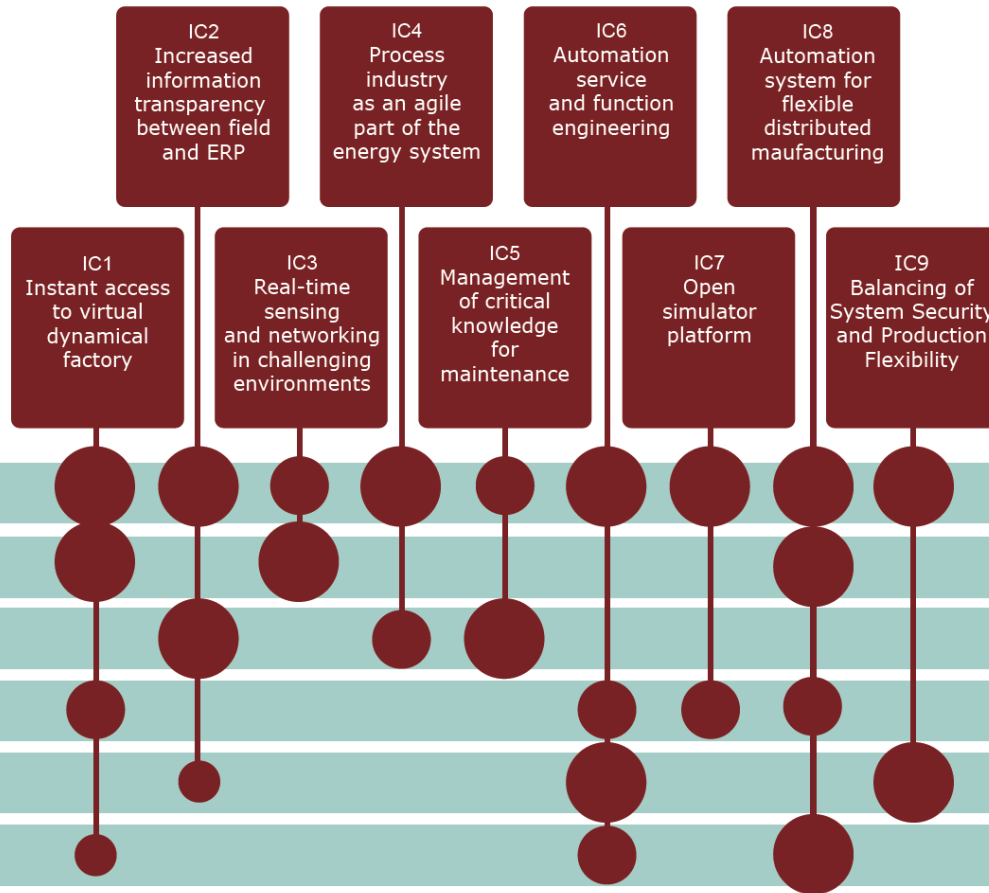 IC2
Increased
information
transparency
between field
and ERP
IC4
Process
industry
as an agile
part of the
energy system
IC6
Automation
service
and function
engineering
IC8
Automation
system for
flexible
distributed
maufacturing
IC1
Instant access
to virtual
dynamical
factory
IC3
Real-time
sensing
and networking
in challenging
environments
IC5
Management
of critical
knowledge
for
maintenance
IC7
Open
simulator
platform
IC9
Balancing of
System Security
and Production
Flexibility